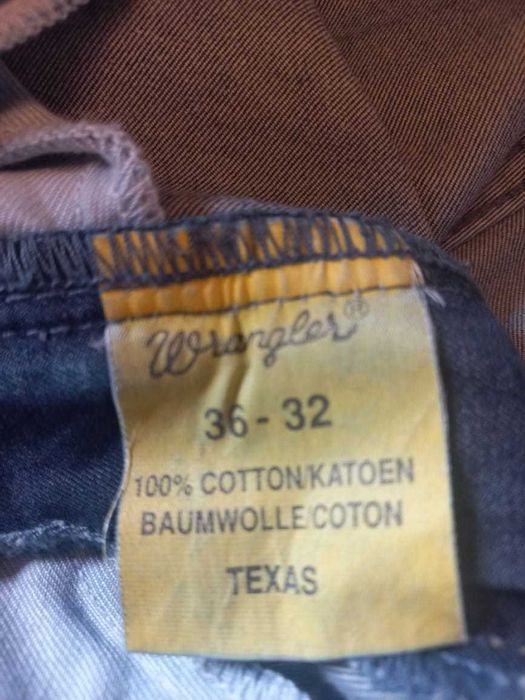 Wrangler®
36 - 32
100% COTTON/KATOEN
BAUMWOLLE/COTON
TEXAS